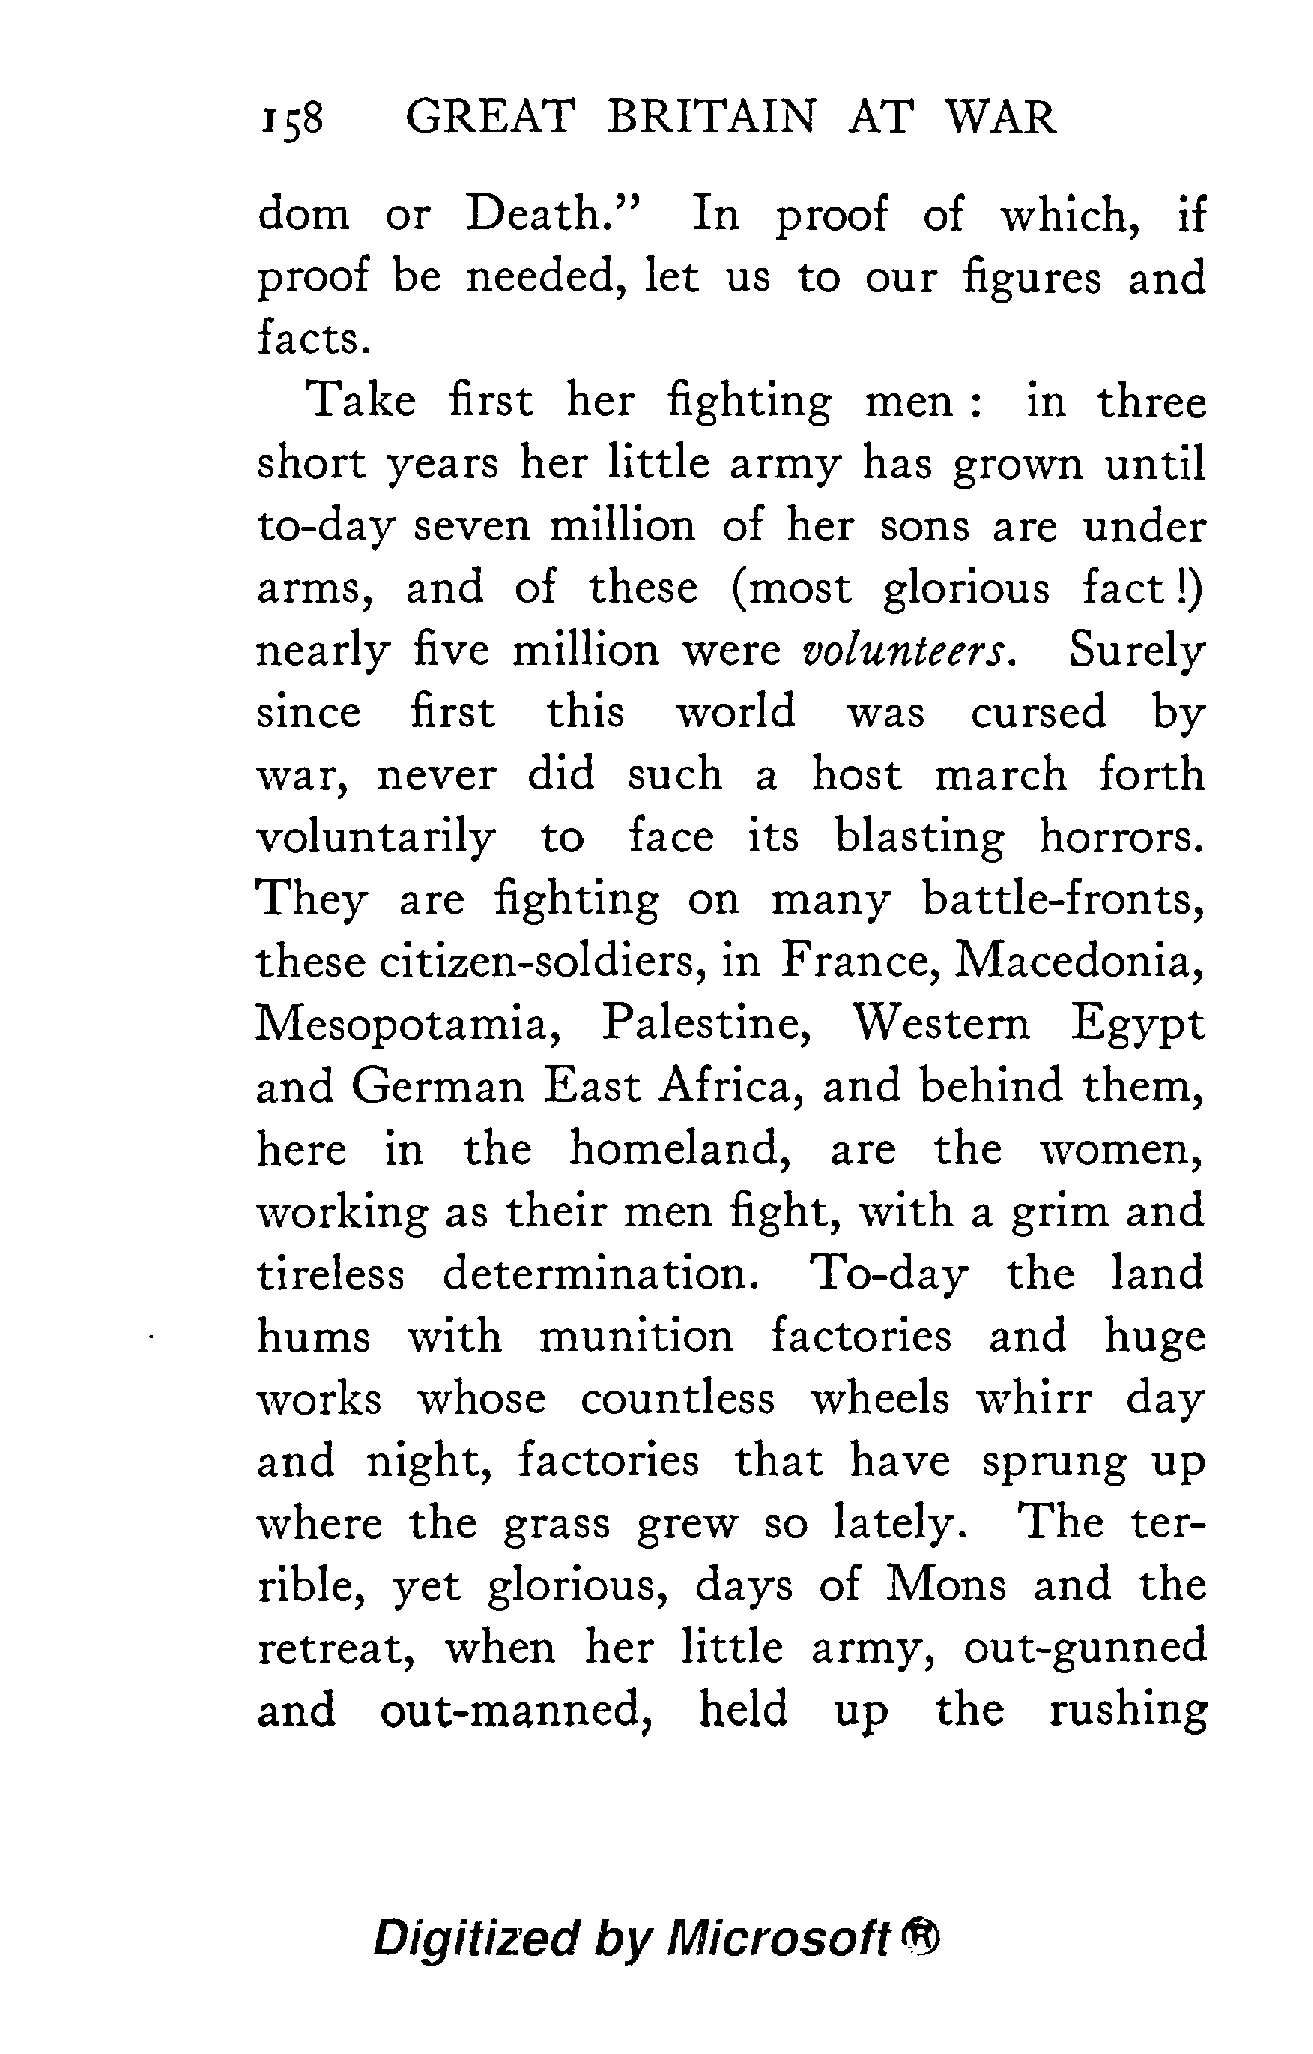 158 GREAT BRITAIN AT WAR
dom or Death.” In proof of which, if
proof be needed, let us to our figures and
facts.
Take first her fighting men : in three
short years her little army has grown until
to-day seven million of her sons are under
arms, and of these (most glorious fact !)
nearly five million were volunteers. Surely
since first this world was cursed by
war, never did such a host march forth
voluntarily to face its blasting horrors.
They are fighting on many battle-fronts,
these citizen-soldiers, in France, Macedonia,
Mesopotamia, Palestine, Western Egypt
and German East Africa, and behind them,
here in the homeland, are the women,
working as their men fight, with a grim and
tireless determination. To-day the land
hums with munition factories and huge
works whose countless wheels whirr day
and night, factories that have sprung up
where the grass grew so lately. The ter-
rible, yet glorious, days of Mons and the
retreat, when her little army, out-gunned
and out-manned, held up the rushing
Digitized by Microsoft®